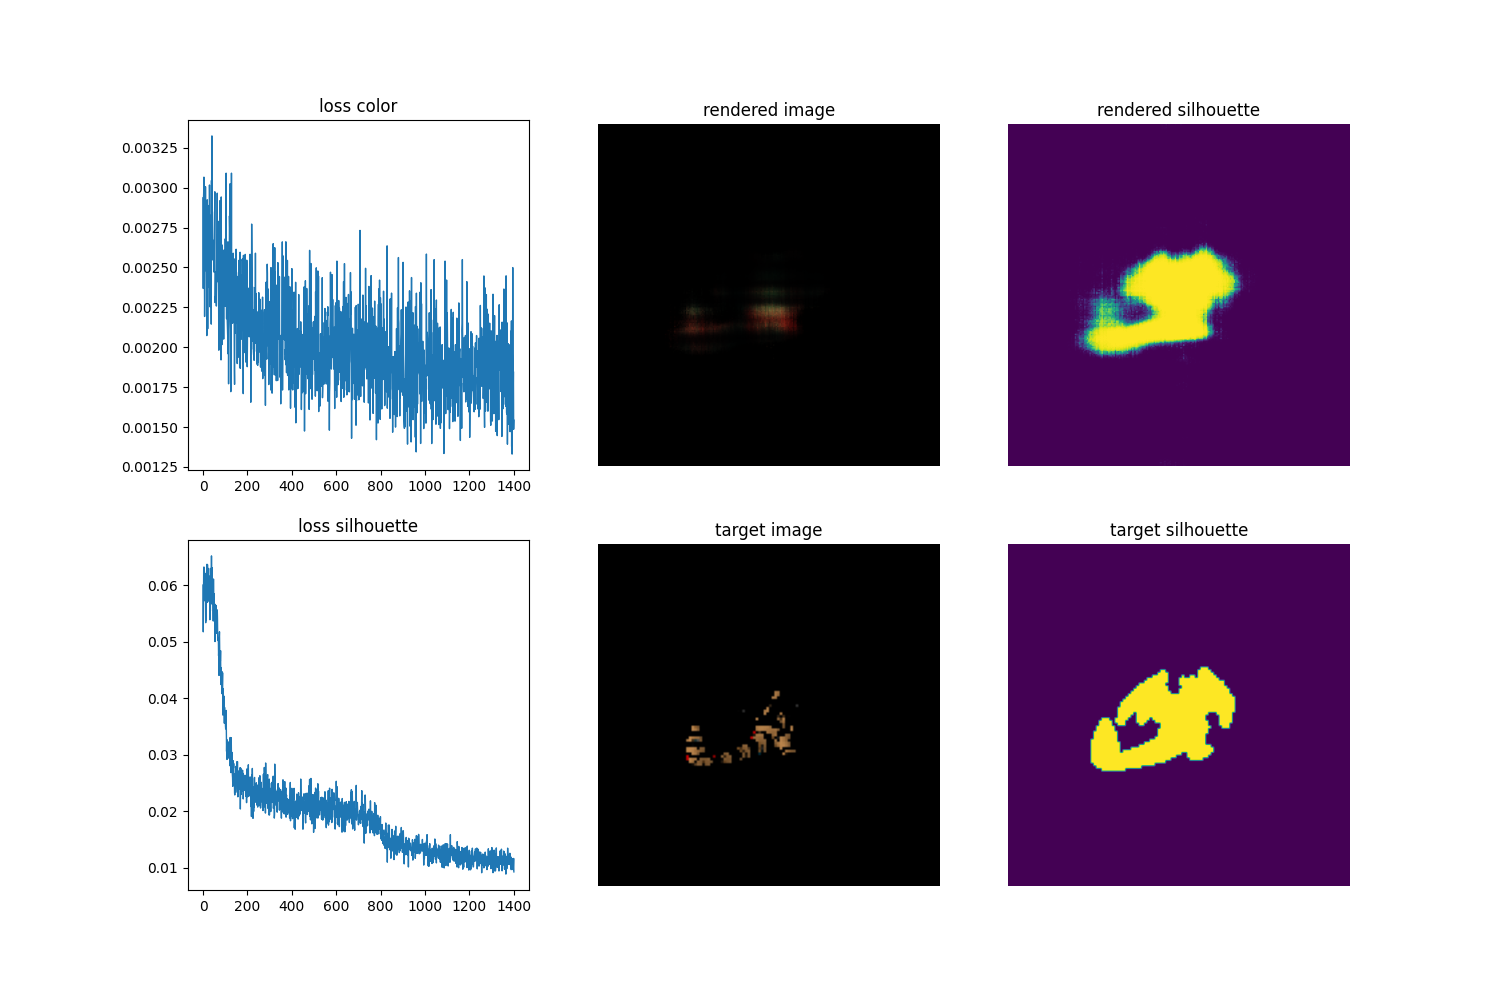 loss color
0.00325
0.00300
0.00275
0.00250
0.00225
0.00200
0.00175
0.00150
0.00125
0 200 400 600 800 1000 1200 1400
rendered image
rendered silhouette
loss silhouette
0.06
0.05
0.04
0.03
0.02
0.01
0 200 400 600 800 1000 1200 1400
target image
target silhouette